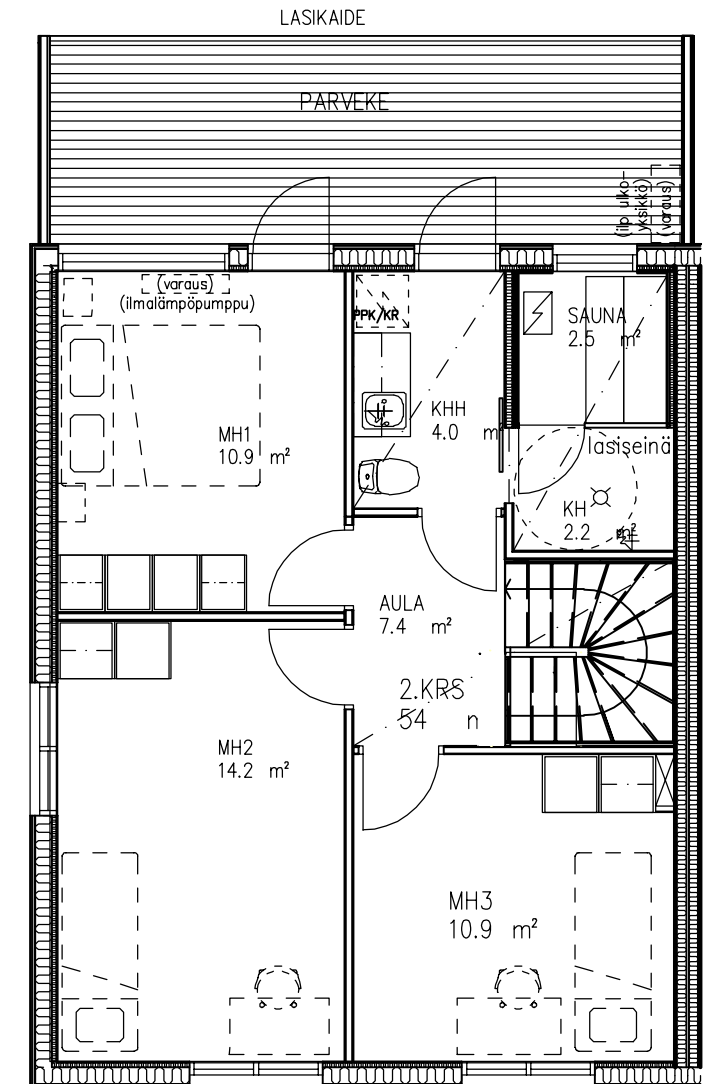 LASIKAIDE
PARVEKE
(ilp ulko-
yksikkö)
(varaus)
(varaus)
(ilmalämpöpumppu)
PPK/KR
SAUNA
2.5 m²
MH1
10.9 m²
KHH
4.0 m
lasiseinä
KH
2.2 m²
AULA
7.4 m²
2.KRS
54 n
MH2
14.2 m²
MH3
10.9 m²